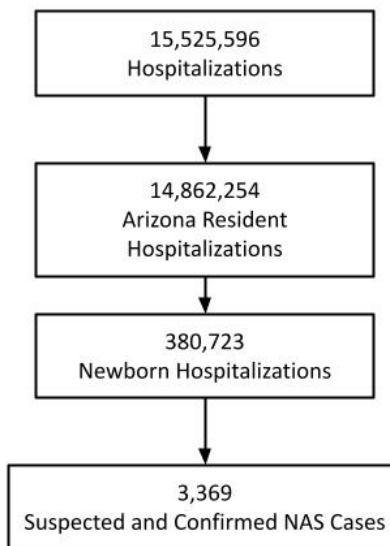 15,525,596
Hospitalizations
14,862,254
Arizona Resident
Hospitalizations
380,723
Newborn Hospitalizations
3,369
Suspected and Confirmed NAS Cases